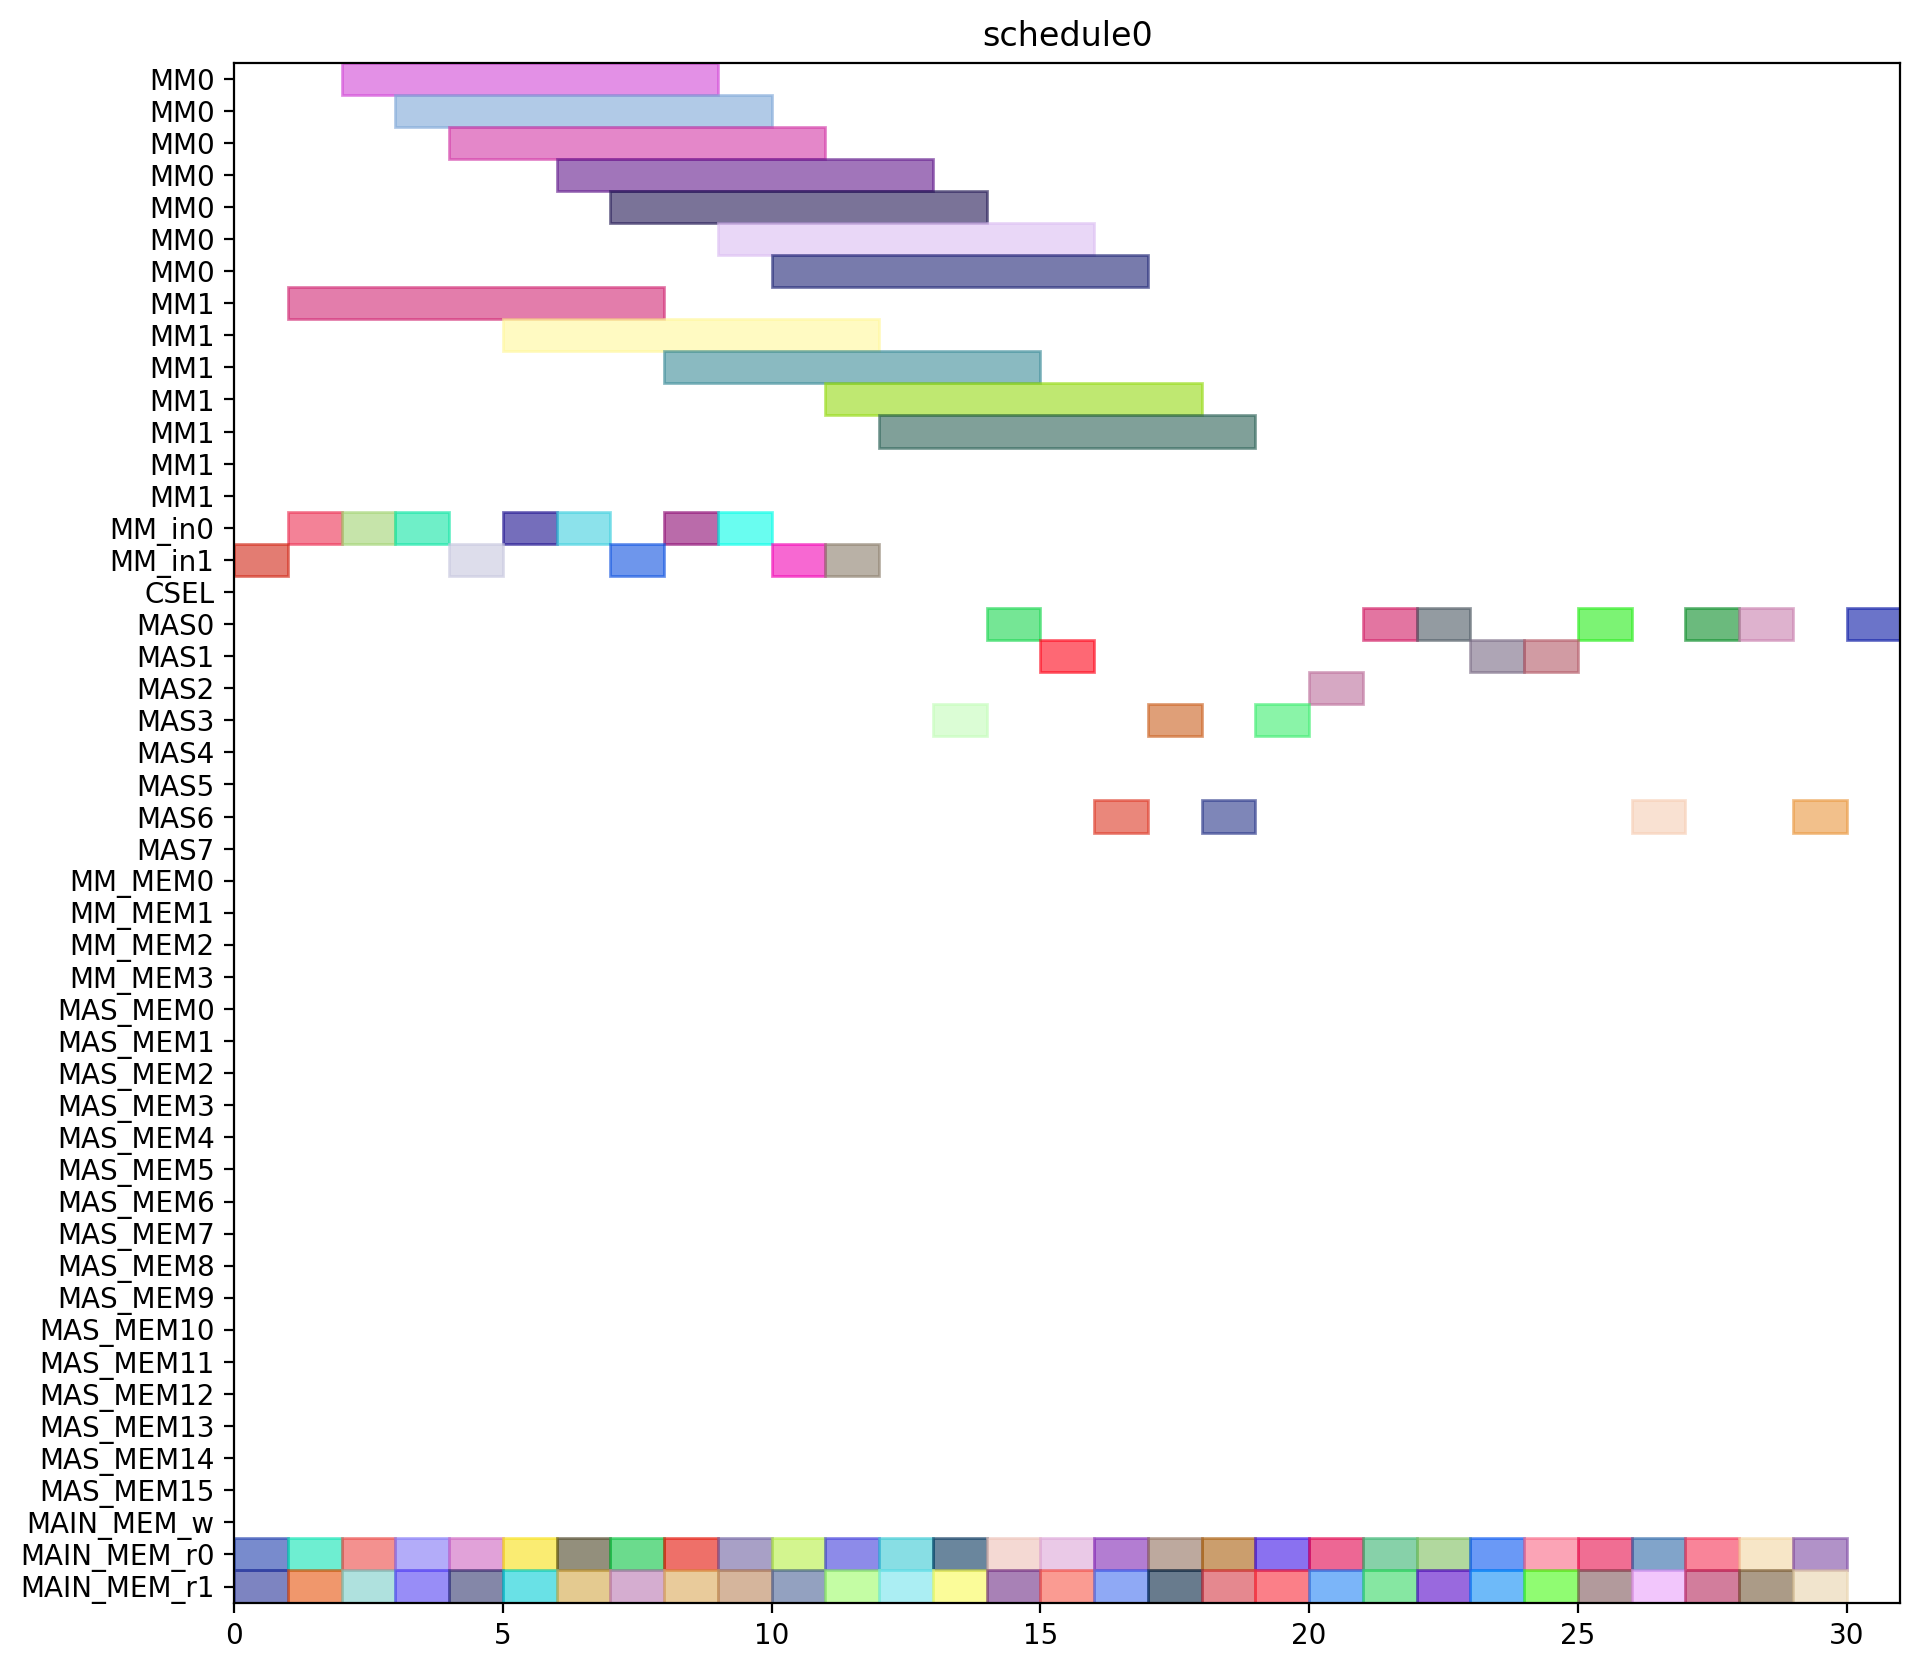 schedule0
MM0
MM0
MM0
MM0
MM0
MM0
MM0
MM1
MM1
MM1
MM1
MM1
MM1
MM1
MM_in0
MM_in1
CSEL
MAS0
MAS1
MAS2
MAS3
MAS4
MAS5
MAS6
MAS7
MM_MEM0
MM_MEM1
MM_MEM2
MM_MEM3
MAS_MEM0
MAS_MEM1
MAS_MEM2
MAS_MEM3
MAS_MEM4
MAS_MEM5
MAS_MEM6
MAS_MEM7
MAS_MEM8
MAS_MEM9
MAS_MEM10
MAS_MEM11
MAS_MEM12
MAS_MEM13
MAS_MEM14
MAS_MEM15
MAIN_MEM_w
MAIN_MEM_r0
MAIN_MEM_r1
0 5 10 15 20 25 30